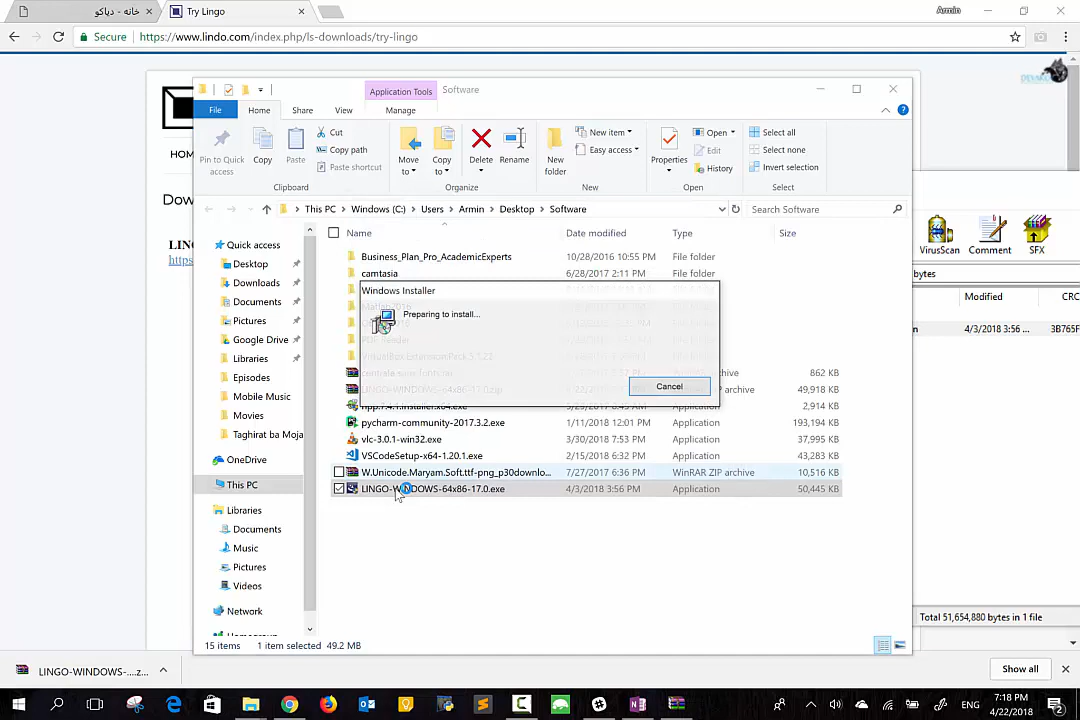 خانه - دیاکو
Try Lingo
Armin
Secure
https://www.lindo.com/index.php/ls-downloads/try-lingo
HOM
Dow
LIN
https
Application Tools
Software
File
Home
Share
View
Manage
Pin to Quick access
Copy
Paste
Cut
Copy path
Paste shortcut
Move to
Copy to
Delete
Rename
New folder
New item
Easy access
Properties
Open
Edit
History
Select all
Select none
Invert selection
Clipboard
Organize
New
Open
Select
This PC
Windows (C:)
Users
Armin
Desktop
Software
Search Software
Name
Date modified
Type
Size
Quick access
Desktop
Downloads
Documents
Pictures
Google Drive
Libraries
Episodes
Mobile Music
Movies
Taghirat ba Moja
OneDrive
This PC
Libraries
Documents
Music
Pictures
Videos
Network
Business_Plan_Pro_AcademicExperts 10/28/2016 10:55 PM File folder
camtasia 6/28/2017 2:11 PM File folder
Windows Installer
Preparing to install...
Cancel
862 KB
49,918 KB
2,914 KB
pycharm-community-2017.3.2.exe 1/11/2018 12:01 PM Application 193,194 KB
vlc-3.0.1-win32.exe 3/30/2018 7:53 PM Application 37,995 KB
VSCodeSetup-x64-1.20.1.exe 2/15/2018 6:32 PM Application 43,283 KB
W.Unicode.Maryam.Soft.ttf-png_p30downlo... 7/27/2017 6:36 PM WinRAR ZIP archive 10,516 KB
LINGO-WINDOWS-64x86-17.0.exe 4/3/2018 3:56 PM Application 50,445 KB
15 items
1 item selected 49.2 MB
VirusScan
Comment
SFX
bytes
Modified
CRC
4/3/2018 3:56 ...
3B765F
Total 51,654,880 bytes in 1 file
LINGO-WINDOWS-....z...
Show all
ENG
7:18 PM
4/22/2018
2